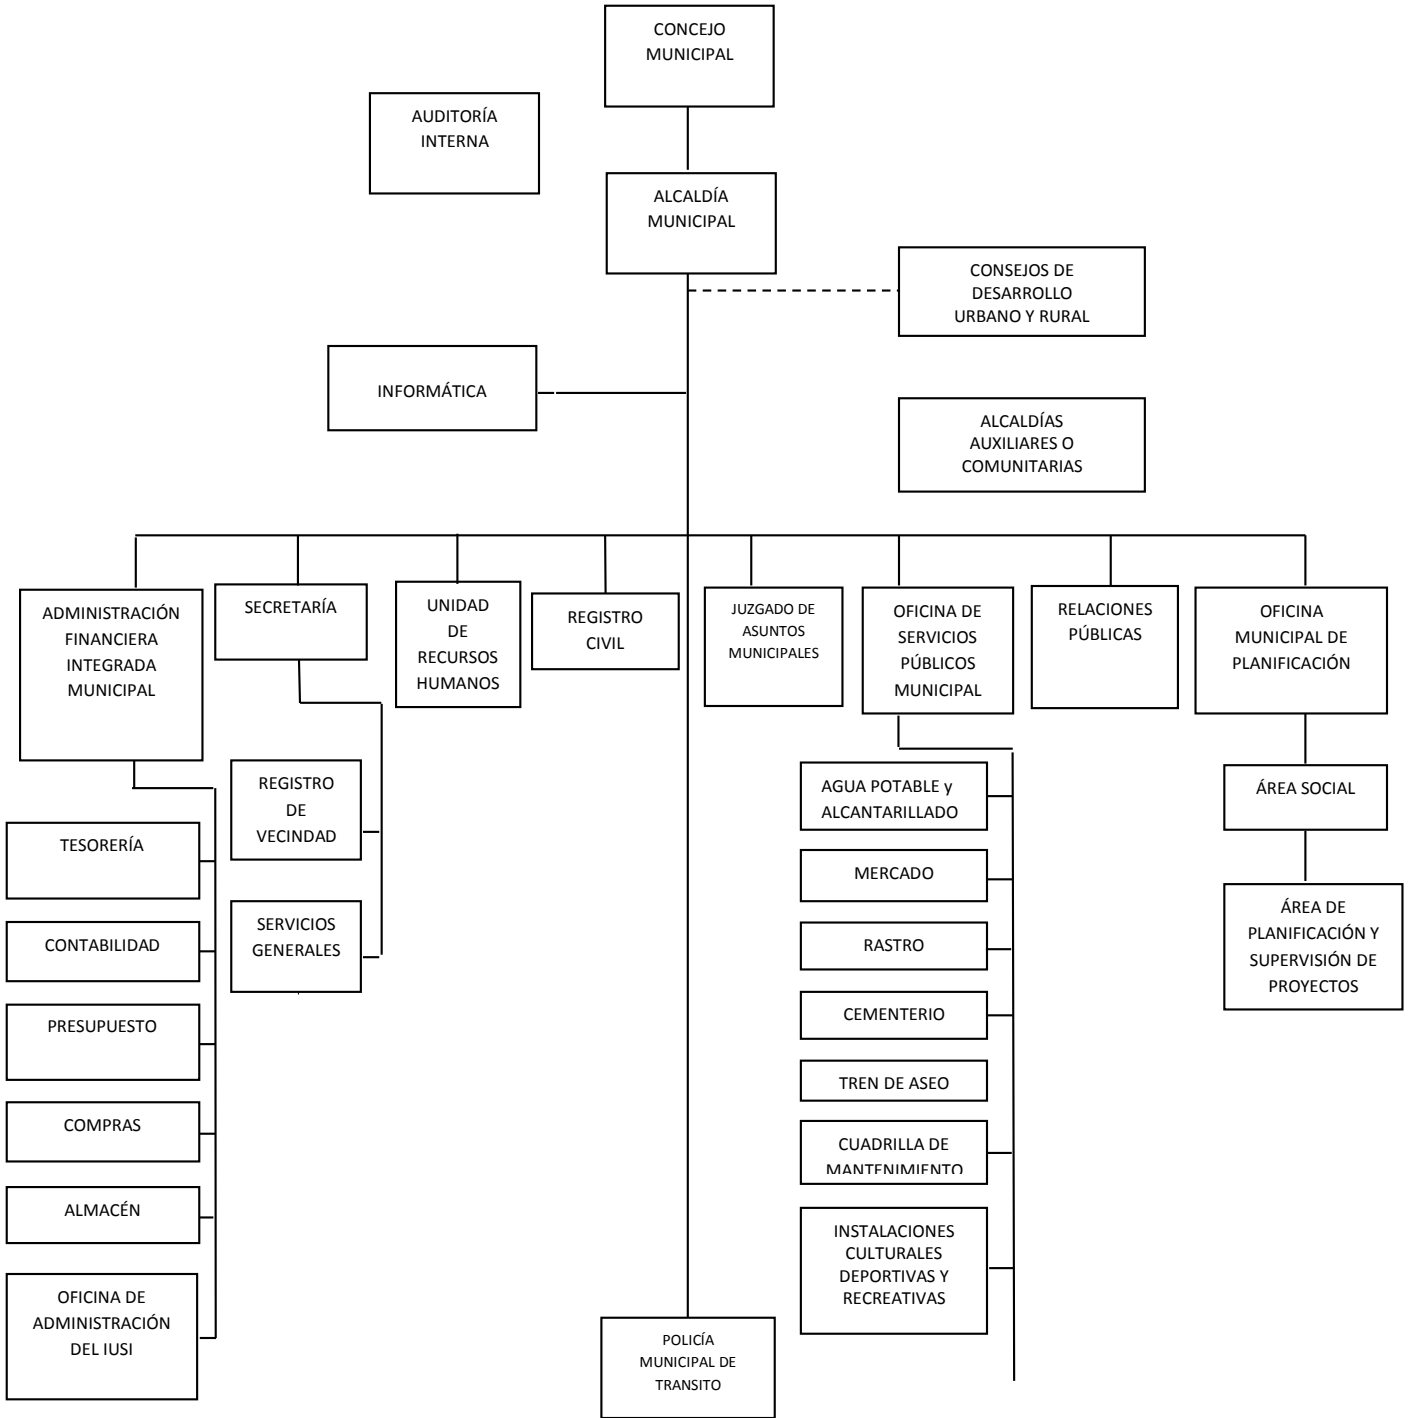 CONCEJO
MUNICIPAL
AUDITORÍA
INTERNA
ALCALDÍA
MUNICIPAL
CONSEJOS DE
DESARROLLO
URBANO Y RURAL
INFORMÁTICA
ALCALDÍAS
AUXILIARES O
COMUNITARIAS
ADMINISTRACIÓN
FINANCIERA
INTEGRADA
MUNICIPAL
SECRETARÍA
UNIDAD
DE
RECURSOS
HUMANOS
REGISTRO
CIVIL
JUZGADO DE
ASUNTOS
MUNICIPALES
OFICINA DE
SERVICIOS
PÚBLICOS
MUNICIPAL
RELACIONES
PÚBLICAS
OFICINA
MUNICIPAL DE
PLANIFICACIÓN
TESORERÍA
CONTABILIDAD
PRESUPUESTO
COMPRAS
ALMACÉN
OFICINA DE
ADMINISTRACIÓN
DEL IUSI
REGISTRO
DE
VECINDAD
SERVICIOS
GENERALES
AGUA POTABLE y
ALCANTARILLADO
MERCADO
RASTRO
CEMENTERIO
TREN DE ASEO
CUADRILLA DE
MANTENIMIENTO
INSTALACIONES
CULTURALES
DEPORTIVAS Y
RECREATIVAS
ÁREA SOCIAL
ÁREA DE
PLANIFICACIÓN Y
SUPERVISIÓN DE
PROYECTOS
POLICÍA
MUNICIPAL DE
TRANSITO